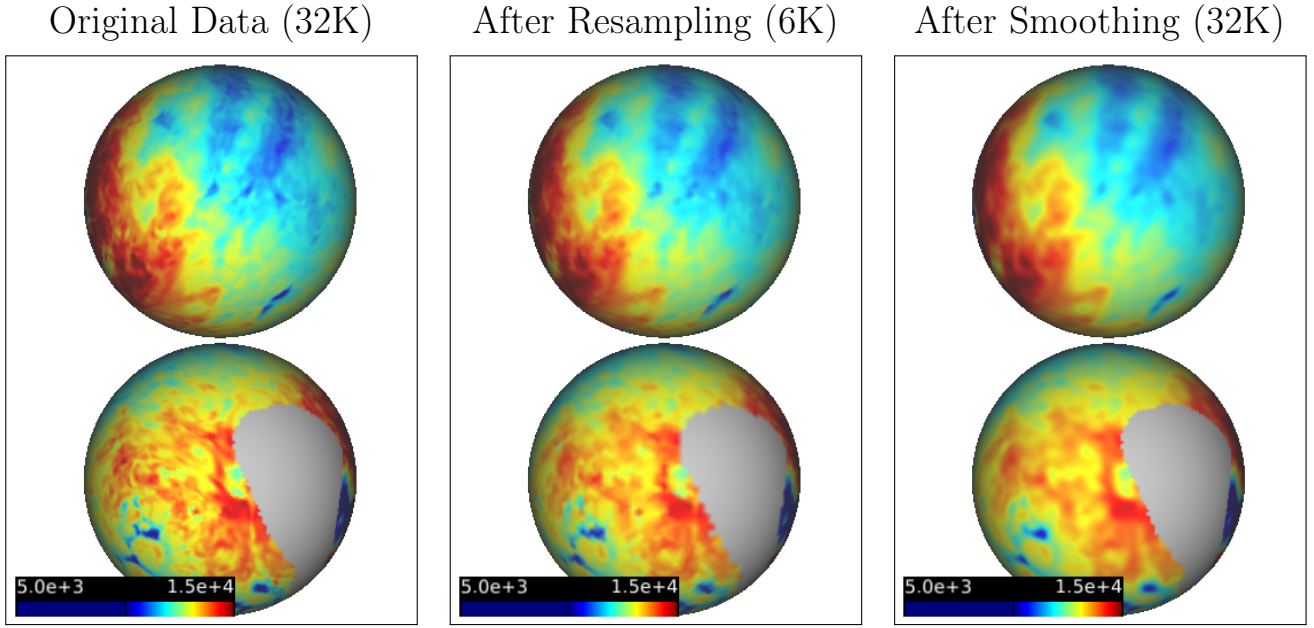 Original Data (32K)
After Resampling (6K)
After Smoothing (32K)
5.0e+3 1.5e+4
5.0e+3 1.5e+4
5.0e+3 1.5e+4